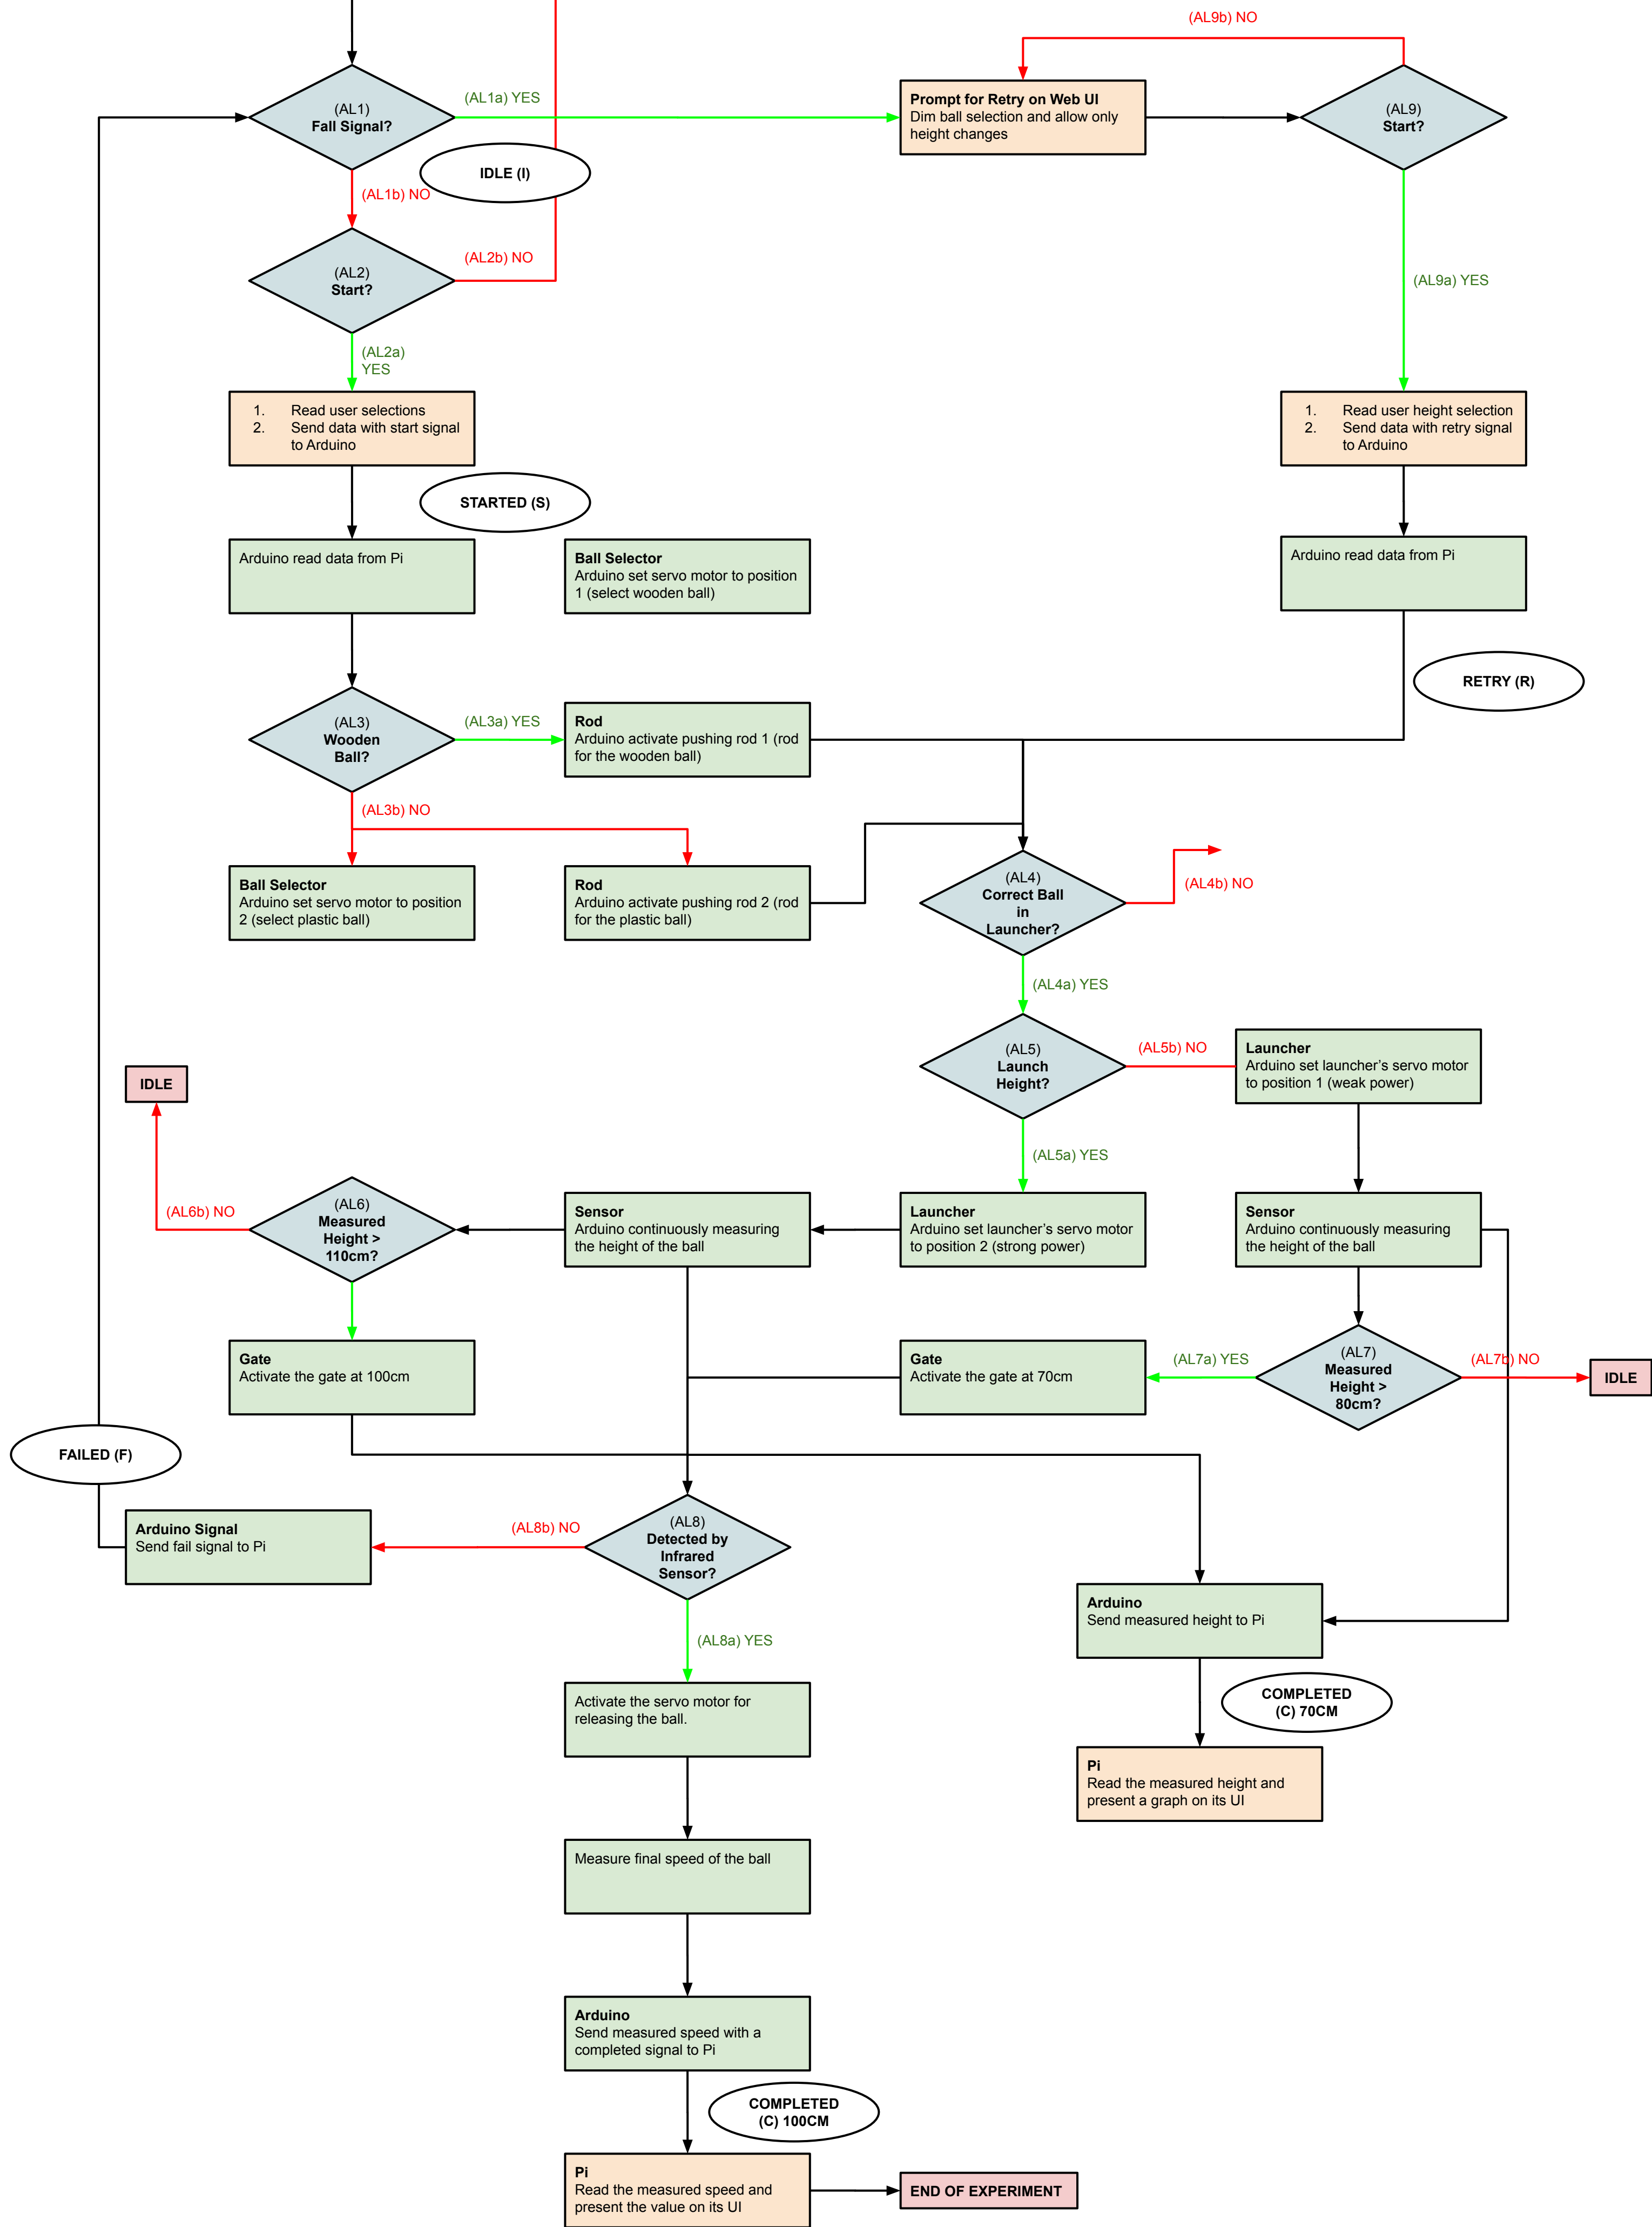 (AL9b) NO
(AL1)
Fall Signal?
(AL1a) YES
Prompt for Retry on Web UI
Dim ball selection and allow only
height changes
(AL9)
Start?
IDLE (I)
(AL1b) NO
(AL2)
Start?
(AL2b) NO
(AL9a) YES
(AL2a)
YES
1. Read user selections
2. Send data with start signal
to Arduino
1. Read user height selection
2. Send data with retry signal
to Arduino
STARTED (S)
Arduino read data from Pi
Ball Selector
Arduino set servo motor to position
1 (select wooden ball)
Arduino read data from Pi
RETRY (R)
(AL3)
Wooden
Ball?
(AL3a) YES
Rod
Arduino activate pushing rod 1 (rod
for the wooden ball)
(AL3b) NO
Ball Selector
Arduino set servo motor to position
2 (select plastic ball)
Rod
Arduino activate pushing rod 2 (rod
for the plastic ball)
(AL4)
Correct Ball
in
Launcher?
(AL4b) NO
(AL4a) YES
(AL5)
Launch
Height?
(AL5b) NO
Launcher
Arduino set launcher's servo motor
to position 1 (weak power)
IDLE
(AL5a) YES
(AL6b) NO
(AL6)
Measured
Height >
110cm?
Sensor
Arduino continuously measuring
the height of the ball
Launcher
Arduino set launcher's servo motor
to position 2 (strong power)
Sensor
Arduino continuously measuring
the height of the ball
Gate
Activate the gate at 100cm
Gate
Activate the gate at 70cm
(AL7a) YES
(AL7)
Measured
Height >
80cm?
(AL7b) NO
IDLE
FAILED (F)
Arduino Signal
Send fail signal to Pi
(AL8b) NO
(AL8)
Detected by
Infrared
Sensor?
Arduino
Send measured height to Pi
(AL8a) YES
Activate the servo motor for
releasing the ball.
COMPLETED
(C) 70CM
Pi
Read the measured height and
present a graph on its UI
Measure final speed of the ball
Arduino
Send measured speed with a
completed signal to Pi
COMPLETED
(C) 100CM
Pi
Read the measured speed and
present the value on its UI
END OF EXPERIMENT